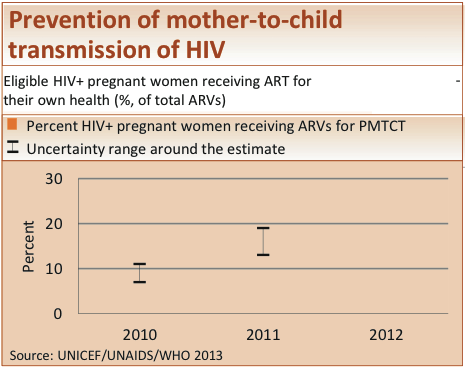 Prevention of mother-to-child
transmission of HIV
Eligible HIV+ pregnant women receiving ART for -
their own health (%, of total ARVs)
Percent HIV+ pregnant women receiving ARVs for PMTCT
Uncertainty range around the estimate
30
20
10
0
Percent
2010 2011 2012
Source: UNICEF/UNAIDS/WHO 2013